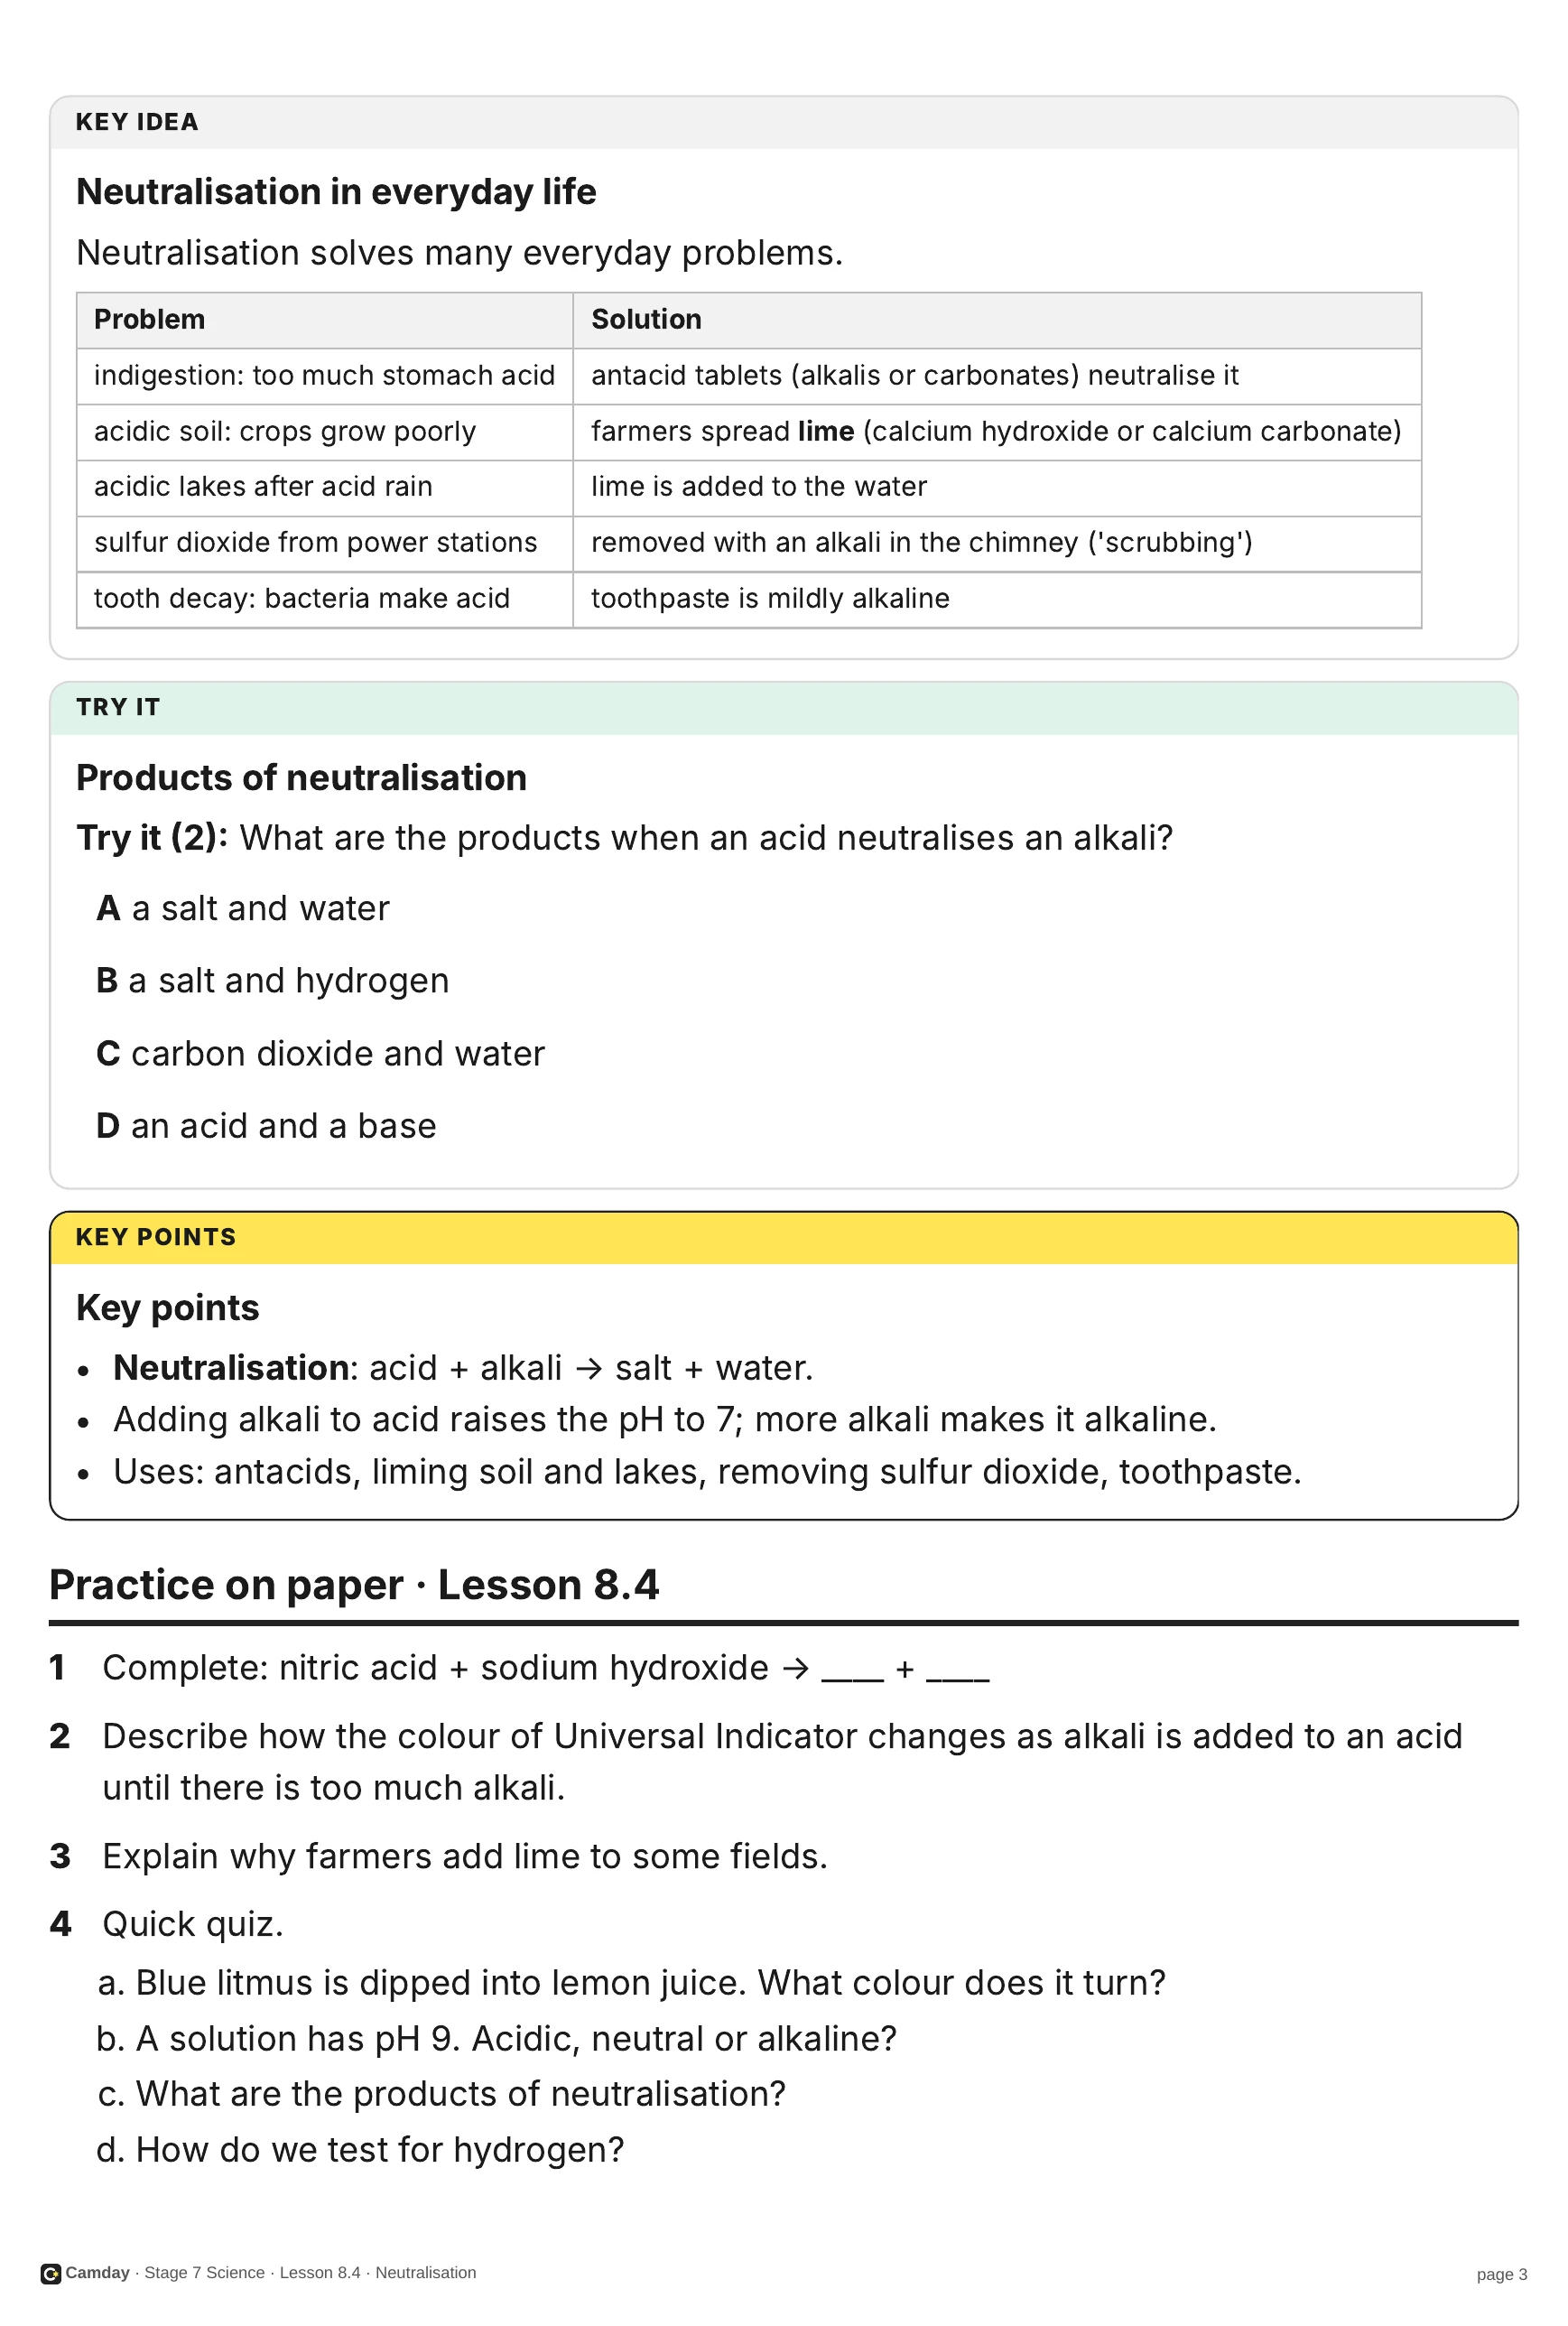 KEY IDEA
Neutralisation in everyday life
Neutralisation solves many everyday problems.
Problem Solution
indigestion: too much stomach acid antacid tablets (alkalis or carbonates) neutralise it
acidic soil: crops grow poorly farmers spread lime (calcium hydroxide or calcium carbonate)
acidic lakes after acid rain lime is added to the water
sulfur dioxide from power stations removed with an alkali in the chimney ('scrubbing')
tooth decay: bacteria make acid toothpaste is mildly alkaline
TRY IT
Products of neutralisation
Try it (2): What are the products when an acid neutralises an alkali?
A a salt and water
B a salt and hydrogen
C carbon dioxide and water
D an acid and a base
KEY POINTS
Key points
• Neutralisation: acid + alkali → salt + water.
• Adding alkali to acid raises the pH to 7; more alkali makes it alkaline.
• Uses: antacids, liming soil and lakes, removing sulfur dioxide, toothpaste.
Practice on paper · Lesson 8.4
1 Complete: nitric acid + sodium hydroxide → ____ + ____
2 Describe how the colour of Universal Indicator changes as alkali is added to an acid
until there is too much alkali.
3 Explain why farmers add lime to some fields.
4 Quick quiz.
a. Blue litmus is dipped into lemon juice. What colour does it turn?
b. A solution has pH 9. Acidic, neutral or alkaline?
c. What are the products of neutralisation?
d. How do we test for hydrogen?
Camday · Stage 7 Science · Lesson 8.4 · Neutralisation page 3